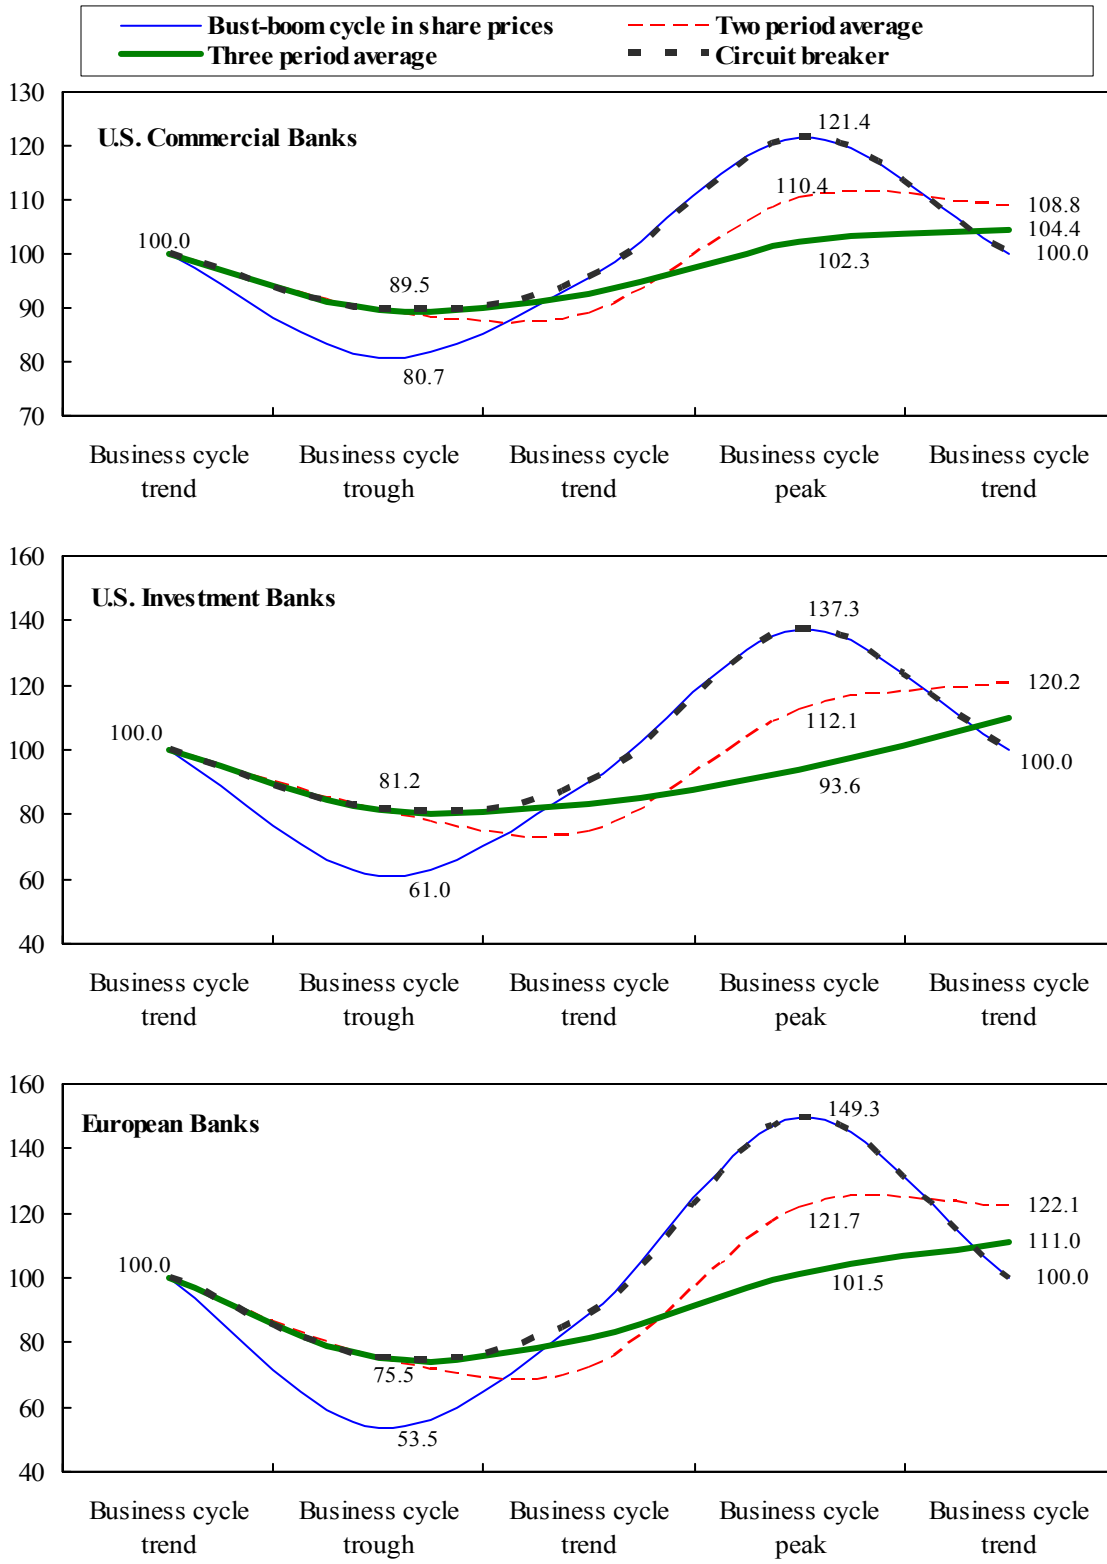 Bust-boom cycle in share prices
Two period average
Three period average
Circuit breaker
130
120
110
100
90
80
70
U.S. Commercial Banks
100.0
89.5
80.7
121.4
110.4
102.3
108.8
104.4
100.0
Business cycle trend
Business cycle trough
Business cycle trend
Business cycle peak
Business cycle trend
160
140
120
100
80
60
40
U.S. Investment Banks
100.0
81.2
61.0
137.3
112.1
93.6
120.2
100.0
Business cycle trend
Business cycle trough
Business cycle trend
Business cycle peak
Business cycle trend
160
140
120
100
80
60
40
European Banks
100.0
75.5
53.5
149.3
121.7
101.5
122.1
111.0
100.0
Business cycle trend
Business cycle trough
Business cycle trend
Business cycle peak
Business cycle trend